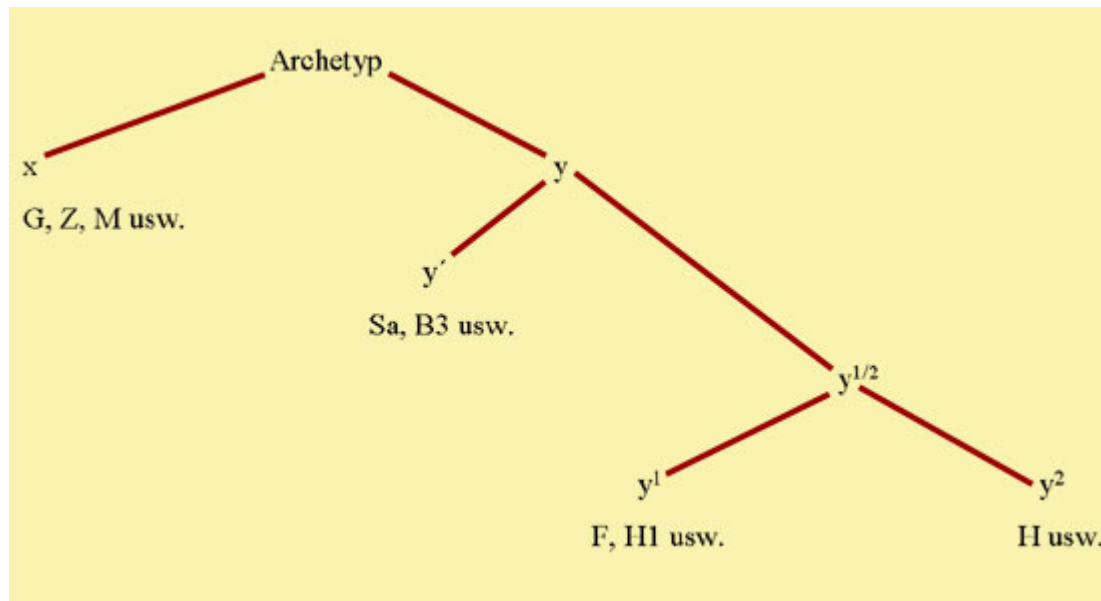 Archetyp
x
y
G, Z, M usw.
y´
Sa, B3 usw.
y¹/²
y¹
y²
F, H1 usw.
H usw.